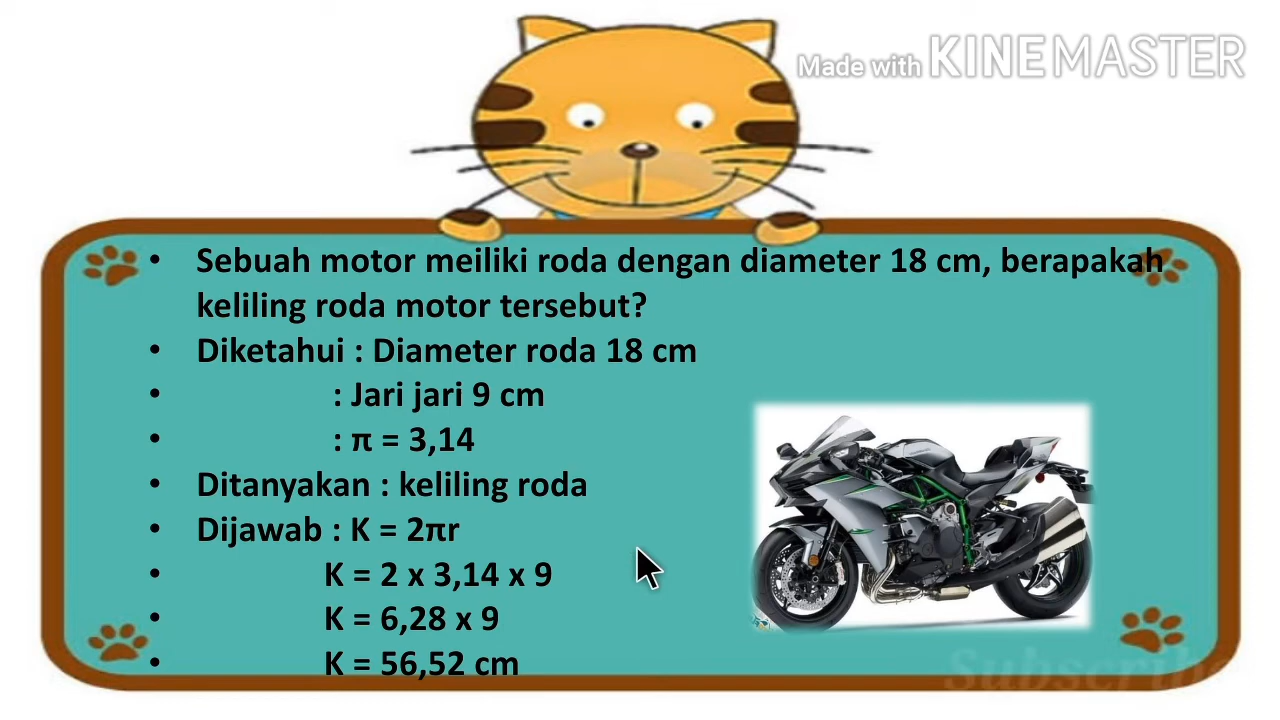 Made with KINEMASTER
• Sebuah motor meiliki roda dengan diameter 18 cm, berapakah
keliling roda motor tersebut?
• Diketahui : Diameter roda 18 cm
• : Jari jari 9 cm
• : π = 3,14
• Ditanyakan : keliling roda
• Dijawab : K = 2πr
• K = 2 x 3,14 x 9
• K = 6,28 x 9
• K = 56,52 cm
Subscribe